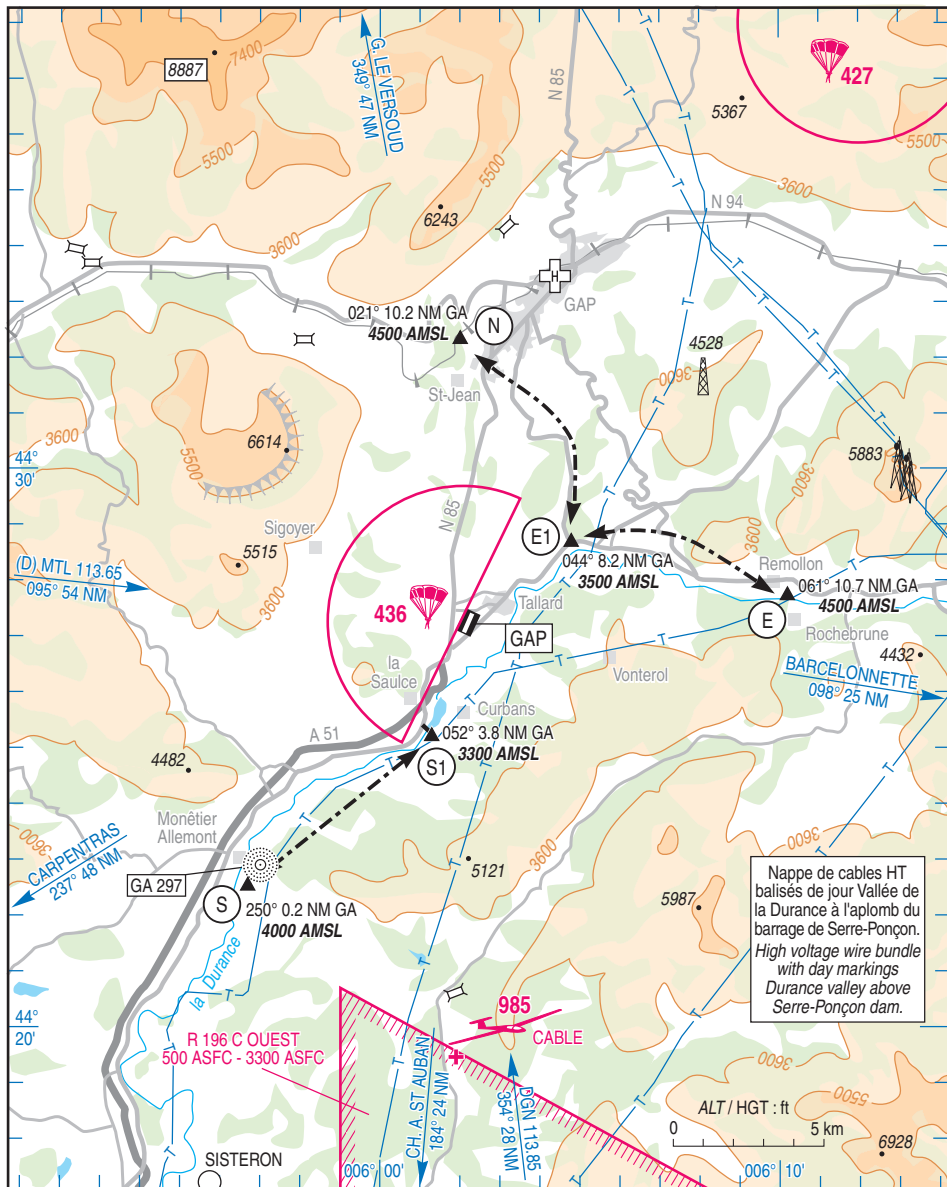 8887
7400
5500
G. LE VERSOUD
349° 47 NM
5500
N 85
427
5367
5500
3600
6243
3600
N 94
H
GAP
021° 10.2 NM GA
4500 AMSL
N
4528
3600
St-Jean
3600
6614
5500
44°
30'
5883
3600
N 85
Sigoyer
E1
3600
5515
3600
(D) MTL 113.65
095° 54 NM
044° 8.2 NM GA
3500 AMSL
Remollon
061° 10.7 NM GA
4500 AMSL
436
Tallard
GAP
E
Rochebrune
la
Saulce
Vonterol
4432
BARCELONNETTE
098° 25 NM
Curbans
A 51
052° 3.8 NM GA
3300 AMSL
S1
4482
Monêtier
Allemont
3600
3600
3600
CARPENTRAS
237° 48 NM
5121
GA 297
S
250° 0.2 NM GA
4000 AMSL
5987
Nappe de cables HT
balisés de jour Vallée de
la Durance à l'aplomb du
barrage de Serre-Ponçon.
High voltage wire bundle
with day markings
Durance valley above
Serre-Ponçon dam.
la Durance
44°
20'
985
CABLE
R 196 C OUEST
500 ASFC - 3300 ASFC
3600
CH. A. ST AUBAN
184° 24 NM
DGN 113.85
354° 28 NM
5500
ALT / HGT : ft
0 5 km
6928
SISTERON
006° 00'
006° 10'